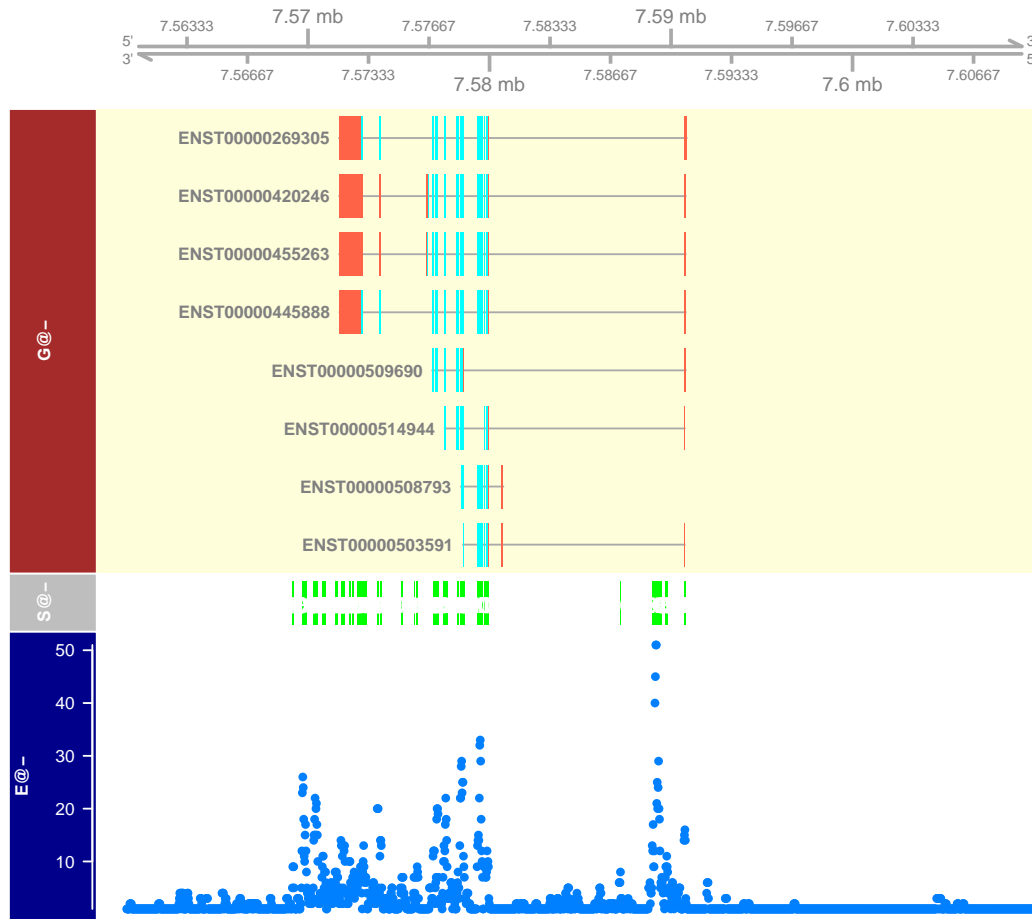 7.57 mb 7.59 mb
7.56333 7.57667 7.58333 7.59667 7.60333
5' 3'
3' 5'
7.56667 7.57333 7.58667 7.59333 7.60667
7.58 mb 7.6 mb
ENST00000269305
ENST00000420246
ENST00000455263
ENST00000445888
ENST00000509690
ENST00000514944
ENST00000508793
ENST00000503591
G@−
S@−
E@−
50
40
30
20
10